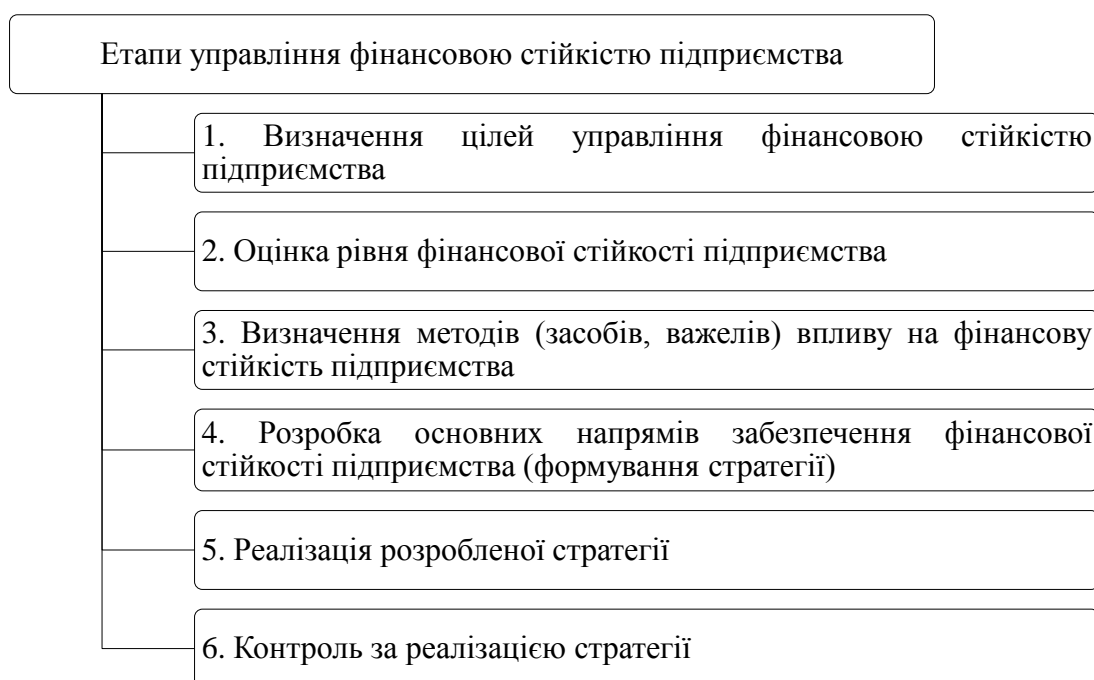 Етапи управління фінансовою стійкістю підприємства
1. Визначення цілей управління фінансовою стійкістю
підприємства
2. Оцінка рівня фінансової стійкості підприємства
3. Визначення методів (засобів, важелів) впливу на фінансову
стійкість підприємства
4. Розробка основних напрямів забезпечення фінансової
стійкості підприємства (формування стратегії)
5. Реалізація розробленої стратегії
6. Контроль за реалізацією стратегії